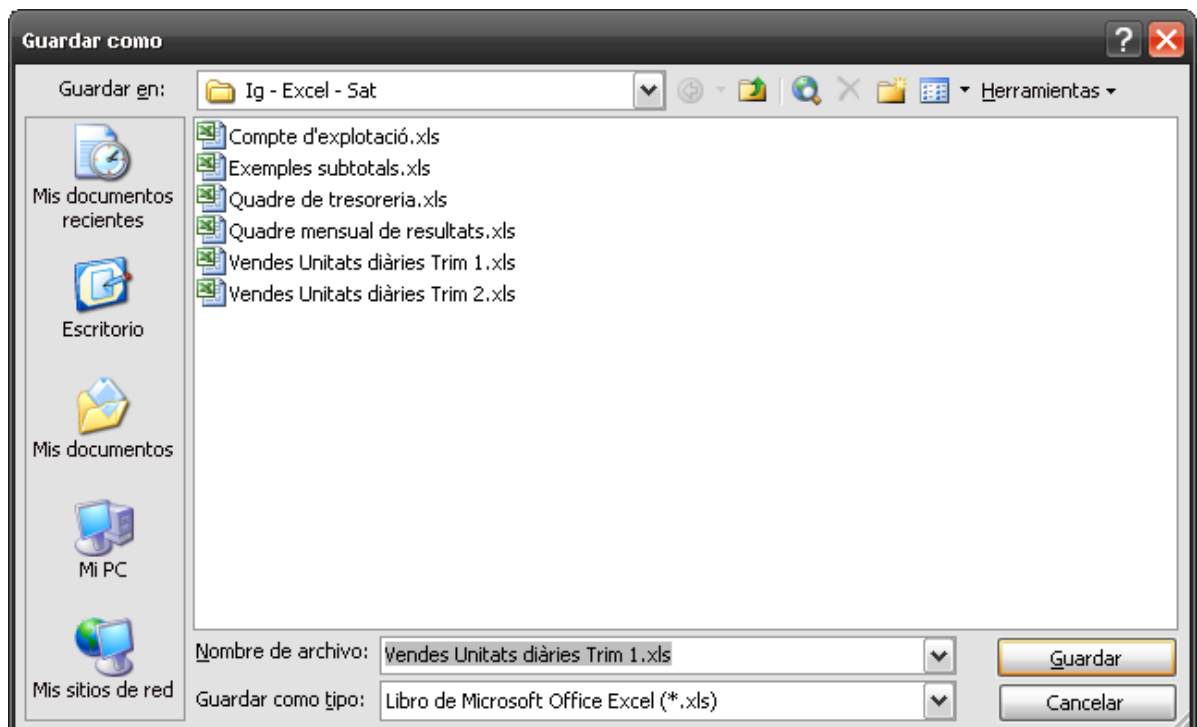 Guardar como
Guardar en:
Ig - Excel - Sat
Herramientas
Mis documentos
recientes
Escritorio
Mis documentos
Mi PC
Mis sitios de red
Compte d'explotació.xls
Exemples subtotals.xls
Quadre de tresoreria.xls
Quadre mensual de resultats.xls
Vendes Unitats diàries Trim 1.xls
Vendes Unitats diàries Trim 2.xls
Nombre de archivo: Vendes Unitats diàries Trim 1.xls
Guardar
Guardar como tipo: Libro de Microsoft Office Excel (*.xls)
Cancelar